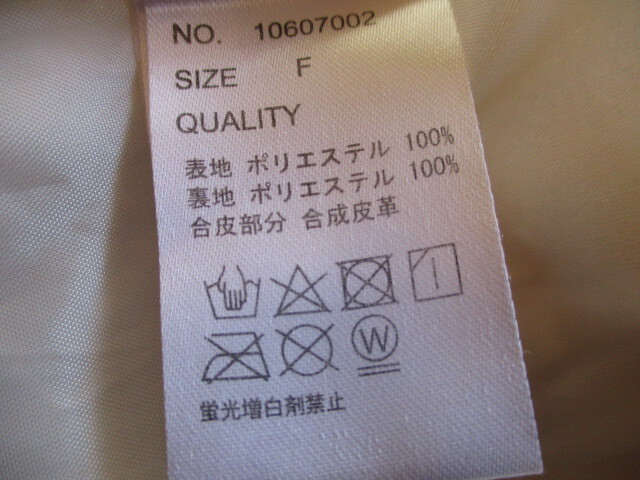 NO. 10607002
SIZE F
QUALITY
表地 ポリエステル 100%
裏地 ポリエステル 100%
合皮部分 合成皮革
W
蛍光増白剤禁止